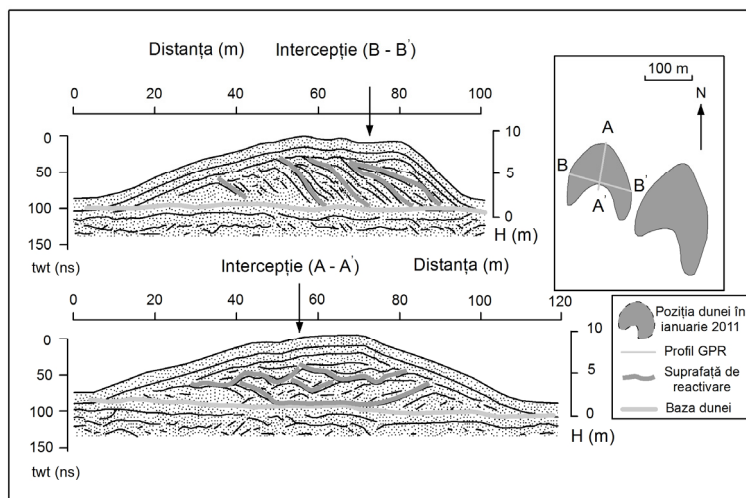 Distanța (m) Intercepție (B - B')
0 20 40 60 80 100
0
50
100
150
twt (ns)
10
5
0
H (m)
Intercepție (A - A') Distanța (m)
0 20 40 60 80 100 120
0
50
100
150
twt (ns)
10
5
0
H (m)
100 m
N
A
B
B'
A'
Poziția dunei în
ianuarie 2011
Profil GPR
Suprafață de
reactivare
Baza dunei